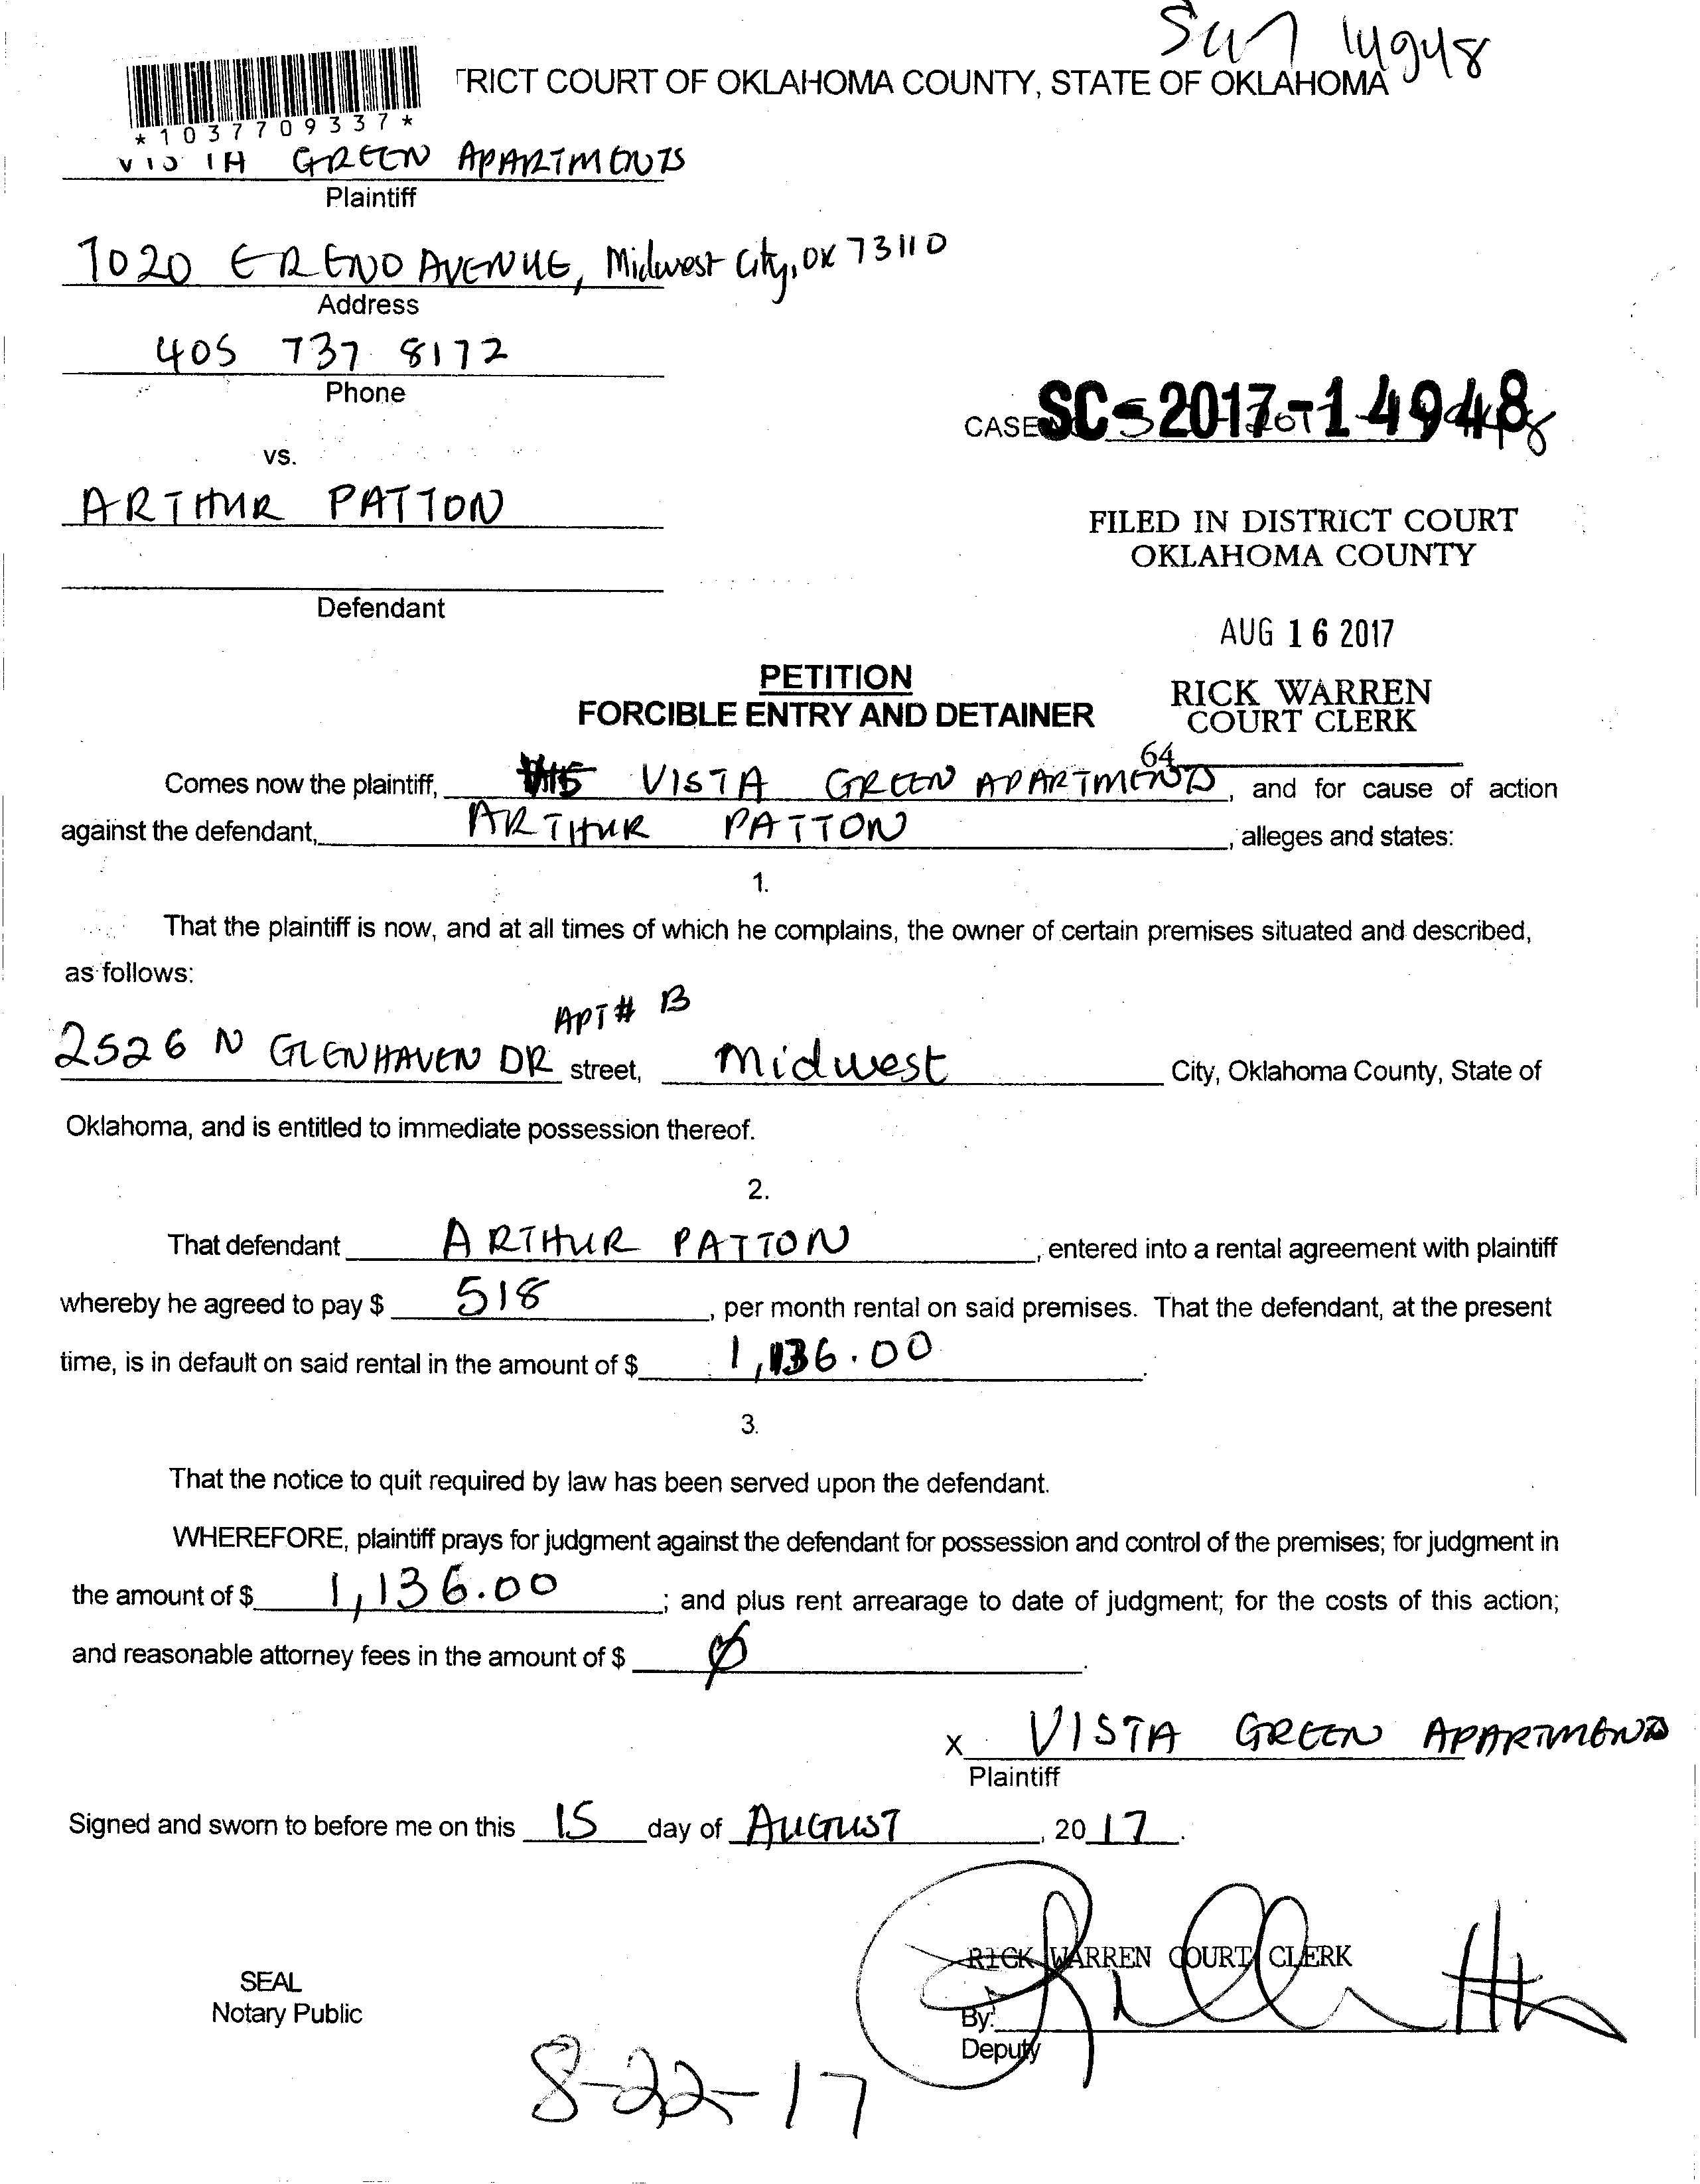 14948
TRICT COURT OF OKLAHOMA COUNTY, STATE OF OKLAHOMA
*1037709337*
VISTA GREEN APARTMENTS
Plaintiff
7020 E RENO AVENUE, Midwest City, OK 73110
Address
405 737 8172
Phone
CASE SC-2017-14948
vs.
ARTHUR PATTON
FILED IN DISTRICT COURT
OKLAHOMA COUNTY
Defendant
AUG 16 2017
PETITION
FORCIBLE ENTRY AND DETAINER
RICK WARREN
COURT CLERK
64
Comes now the plaintiff, VISTA GREEN APARTMENTS, and for cause of action
against the defendant, ARTHUR PATTON, alleges and states:
1.
That the plaintiff is now, and at all times of which he complains, the owner of certain premises situated and described,
as follows:
APT# B
2526 N GLENHAVEN DR street, Midwest City, Oklahoma County, State of
Oklahoma, and is entitled to immediate possession thereof.
2.
That defendant ARTHUR PATTON, entered into a rental agreement with plaintiff
whereby he agreed to pay $ 518, per month rental on said premises. That the defendant, at the present
time, is in default on said rental in the amount of $ 1,136.00.
3.
That the notice to quit required by law has been served upon the defendant.
WHEREFORE, plaintiff prays for judgment against the defendant for possession and control of the premises; for judgment in
the amount of $ 1,136.00; and plus rent arrearage to date of judgment; for the costs of this action;
and reasonable attorney fees in the amount of $ Ø.
X VISTA GREEN APARTMENTS
Plaintiff
Signed and sworn to before me on this 15 day of AUGUST, 2017.
RICK WARREN COURT CLERK
SEAL
Notary Public
By:
Deputy
8-22-17